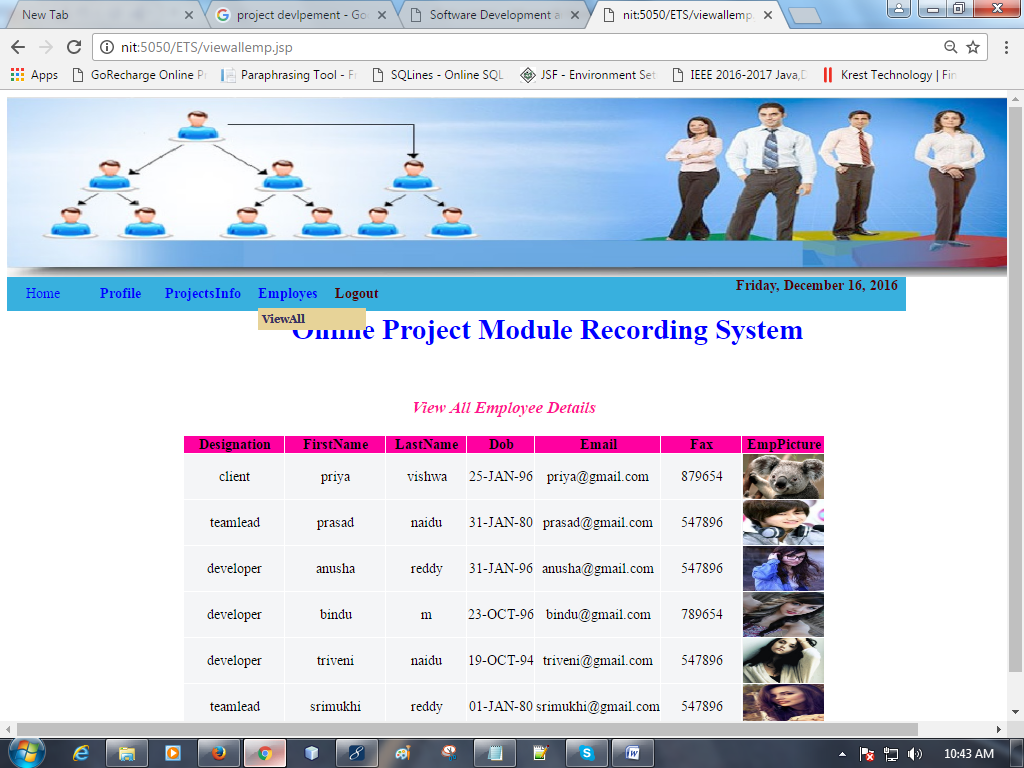 New Tab
project devlpement - Go
Software Development a
nit:5050/ETS/viewallemp.
nit:5050/ETS/viewallemp.jsp
Apps
GoRecharge Online P
Paraphrasing Tool - F
SQLines - Online SQL
JSF - Environment Set
IEEE 2016-2017 Java,D
Krest Technology | Fin
Home Profile ProjectsInfo Employes Logout
Friday, December 16, 2016
ViewAll
Online Project Module Recording System
View All Employee Details
Designation FirstName LastName Dob Email Fax EmpPicture
client priya vishwa 25-JAN-96 priya@gmail.com 879654
teamlead prasad naidu 31-JAN-80 prasad@gmail.com 547896
developer anusha reddy 31-JAN-96 anusha@gmail.com 547896
developer bindu m 23-OCT-96 bindu@gmail.com 789654
developer triveni naidu 19-OCT-94 triveni@gmail.com 547896
teamlead srimukhi reddy 01-JAN-80 srimukhi@gmail.com 547896
10:43 AM